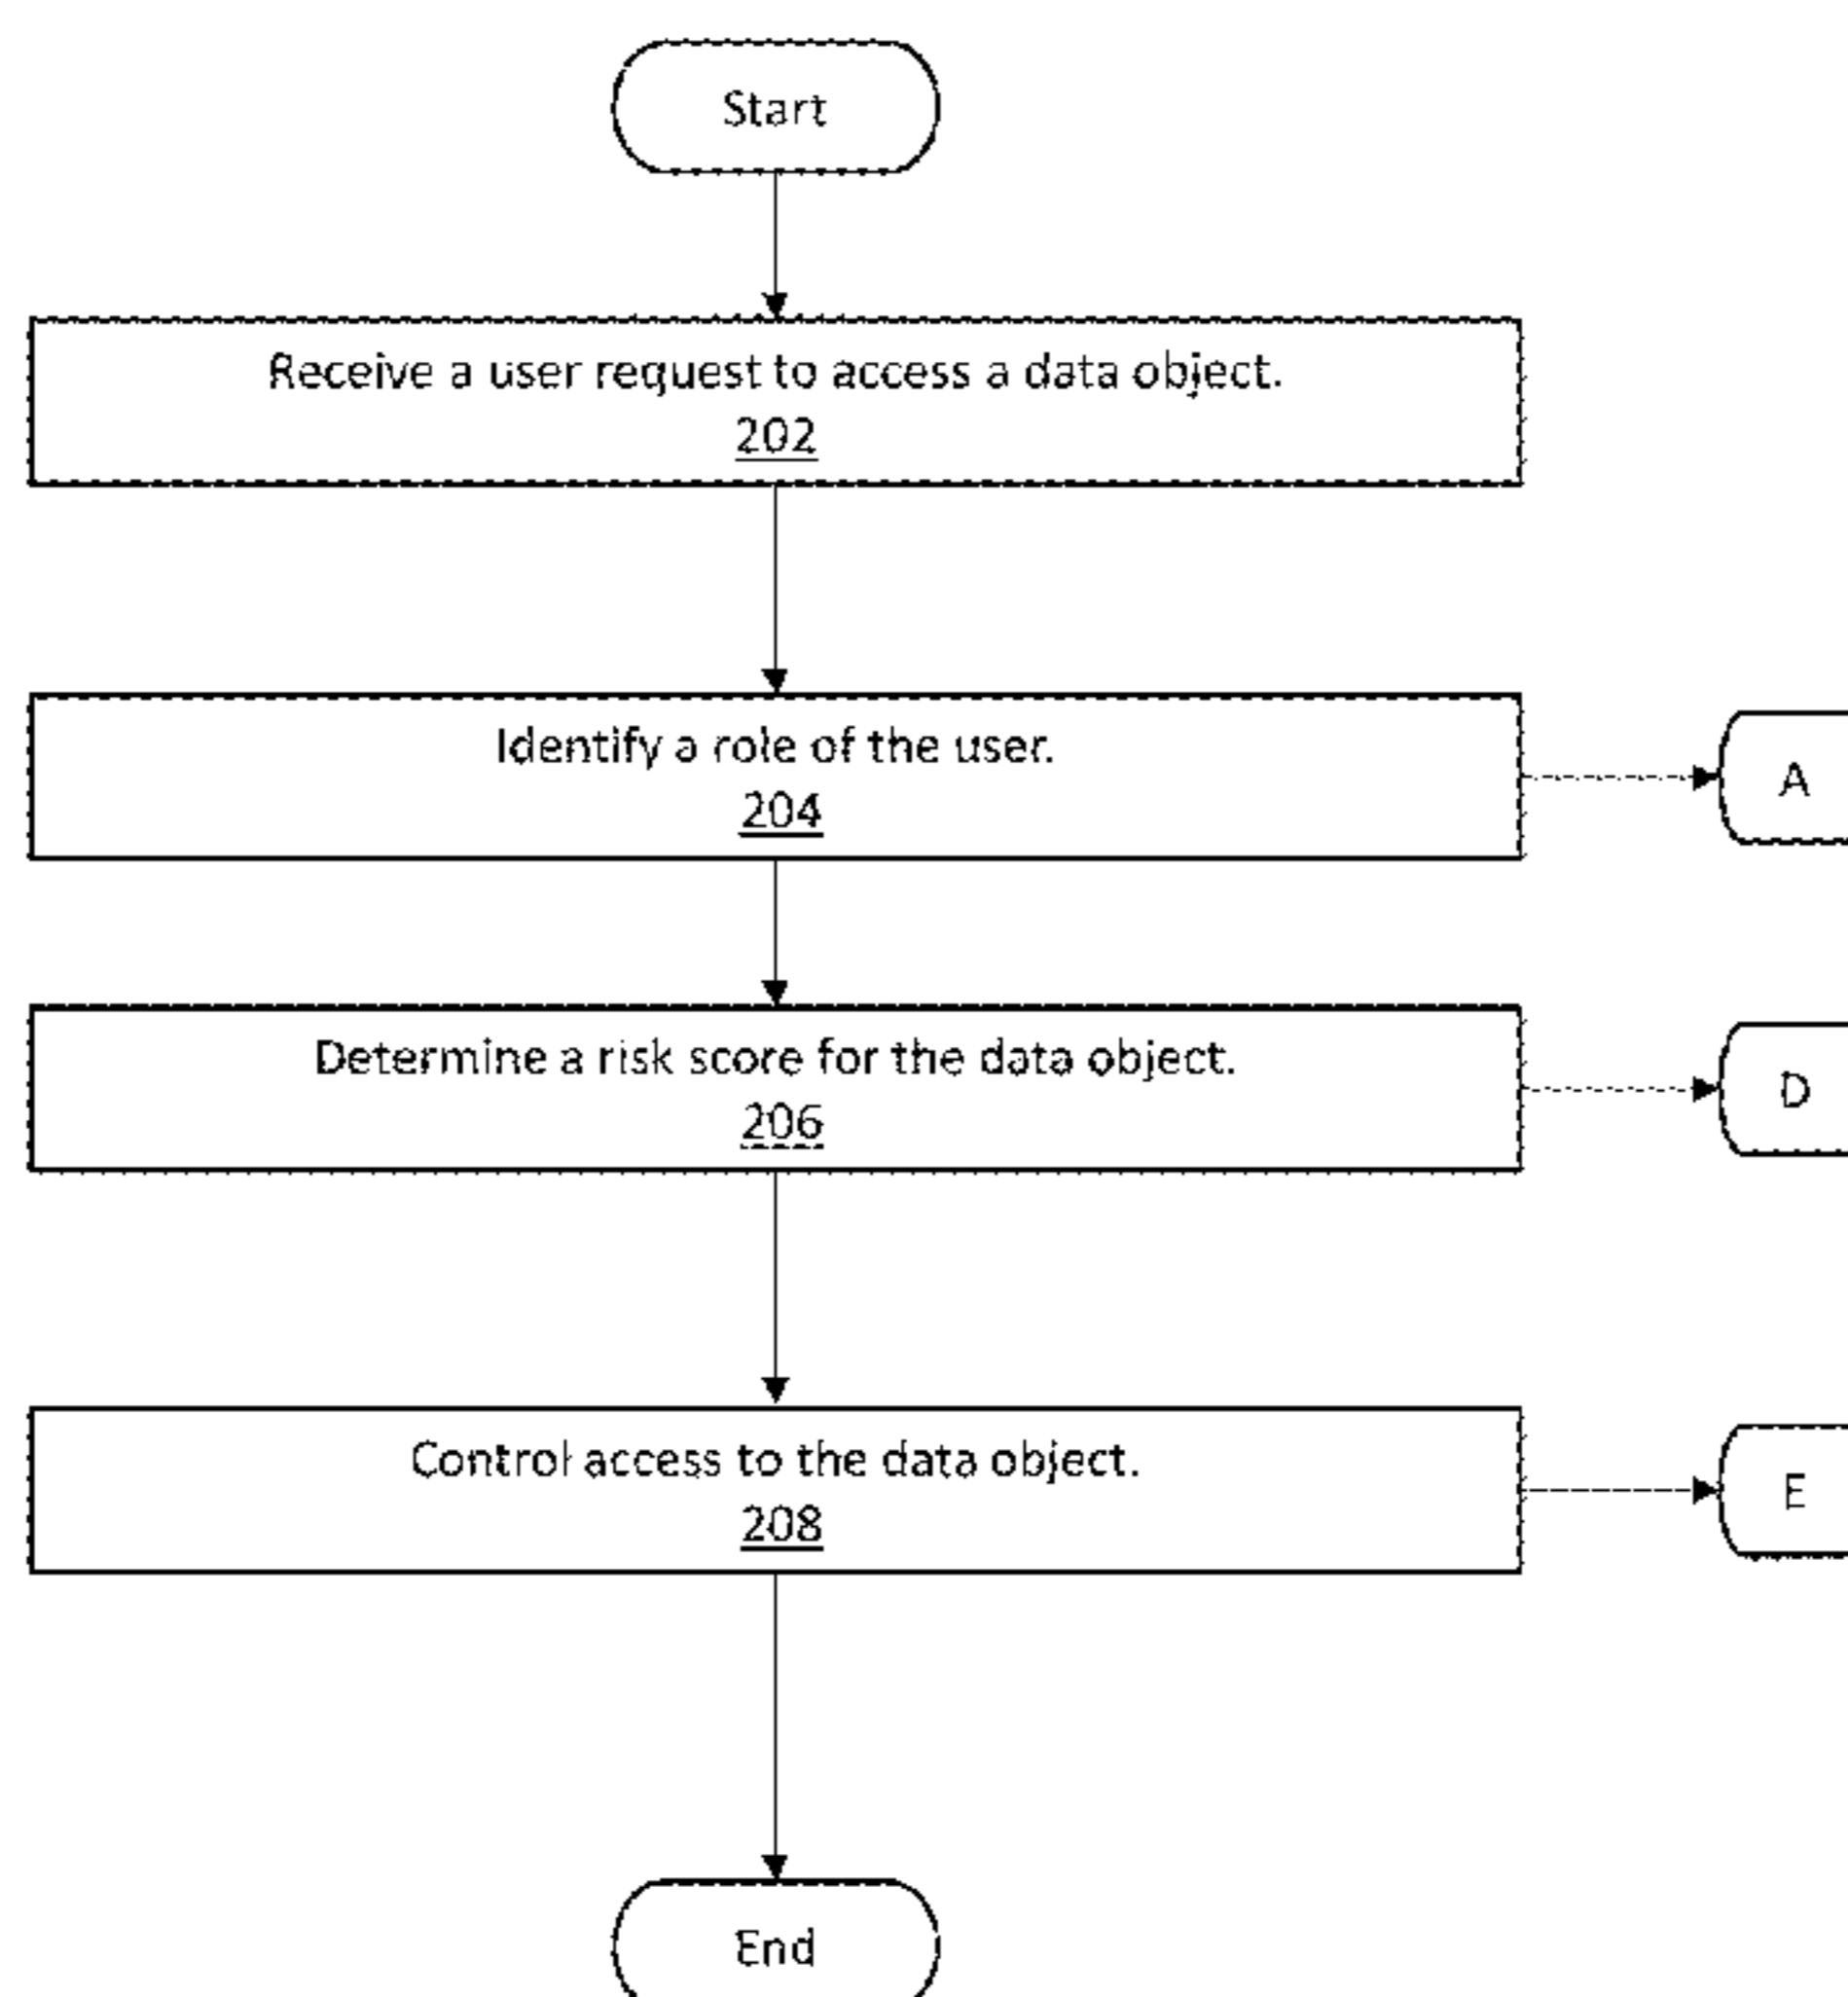 Start
Receive a user request to access a data object.
202
Identify a role of the user.
204
A
Determine a risk score for the data object.
206
D
Control access to the data object.
208
E
End